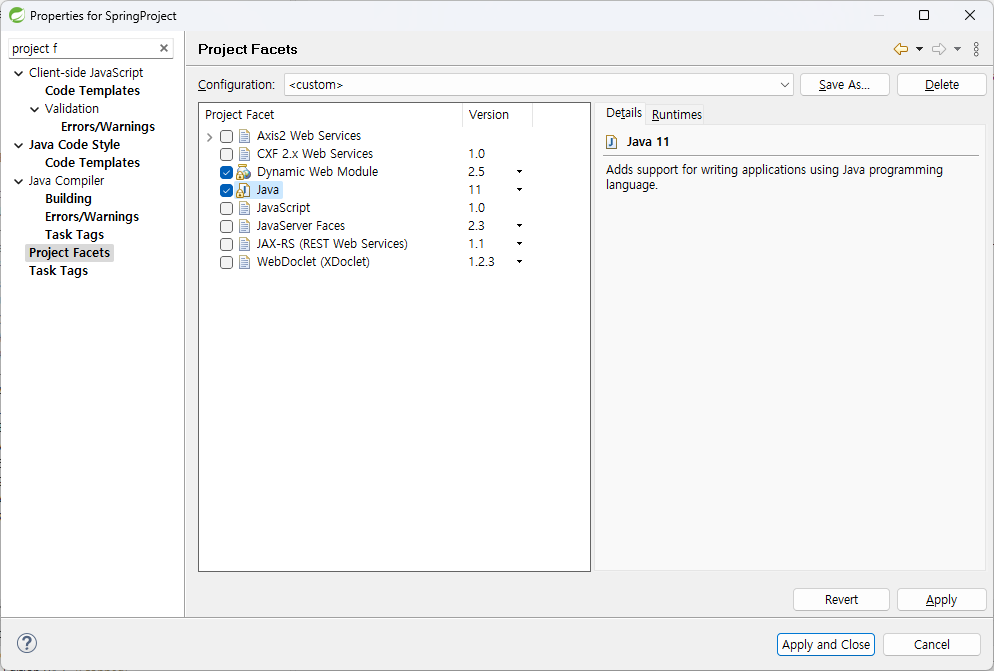 Properties for SpringProject
project f
Client-side JavaScript
Code Templates
Validation
Errors/Warnings
Java Code Style
Code Templates
Java Compiler
Building
Errors/Warnings
Task Tags
Project Facets
Task Tags
Project Facets
Configuration: <custom> Save As... Delete
Project Facet Version
Axis2 Web Services
CXF 2.x Web Services 1.0
Dynamic Web Module 2.5
Java 11
JavaScript 1.0
JavaServer Faces 2.3
JAX-RS (REST Web Services) 1.1
WebDoclet (XDoclet) 1.2.3
Details Runtimes
Java 11
Adds support for writing applications using Java programming
language.
Revert Apply
? Apply and Close Cancel